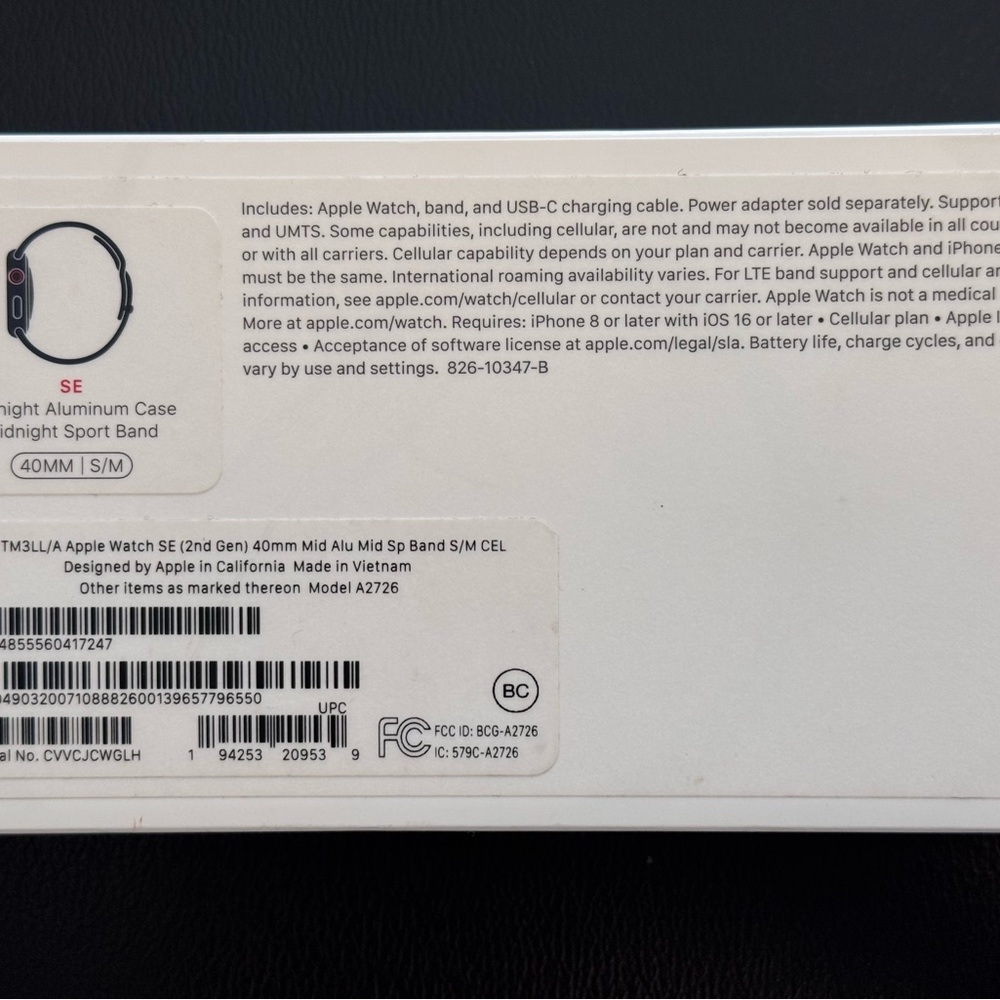 Includes: Apple Watch, band, and USB-C charging cable. Power adapter sold separately. Support
and UMTS. Some capabilities, including cellular, are not and may not become available in all cou
or with all carriers. Cellular capability depends on your plan and carrier. Apple Watch and iPhone
must be the same. International roaming availability varies. For LTE band support and cellular ar
information, see apple.com/watch/cellular or contact your carrier. Apple Watch is not a medical
More at apple.com/watch. Requires: iPhone 8 or later with iOS 16 or later • Cellular plan • Apple I
access • Acceptance of software license at apple.com/legal/sla. Battery life, charge cycles, and
vary by use and settings. 826-10347-B
SE
night Aluminum Case
idnight Sport Band
40MM | S/M
TM3LL/A Apple Watch SE (2nd Gen) 40mm Mid Alu Mid Sp Band S/M CEL
Designed by Apple in California Made in Vietnam
Other items as marked thereon Model A2726
4855560417247
04903200710888260013965779655​0
UPC
al No. CVVCJCWGLH
1 94253 20953 9
BC
FC FCC ID: BCG-A2726
IC: 579C-A2726